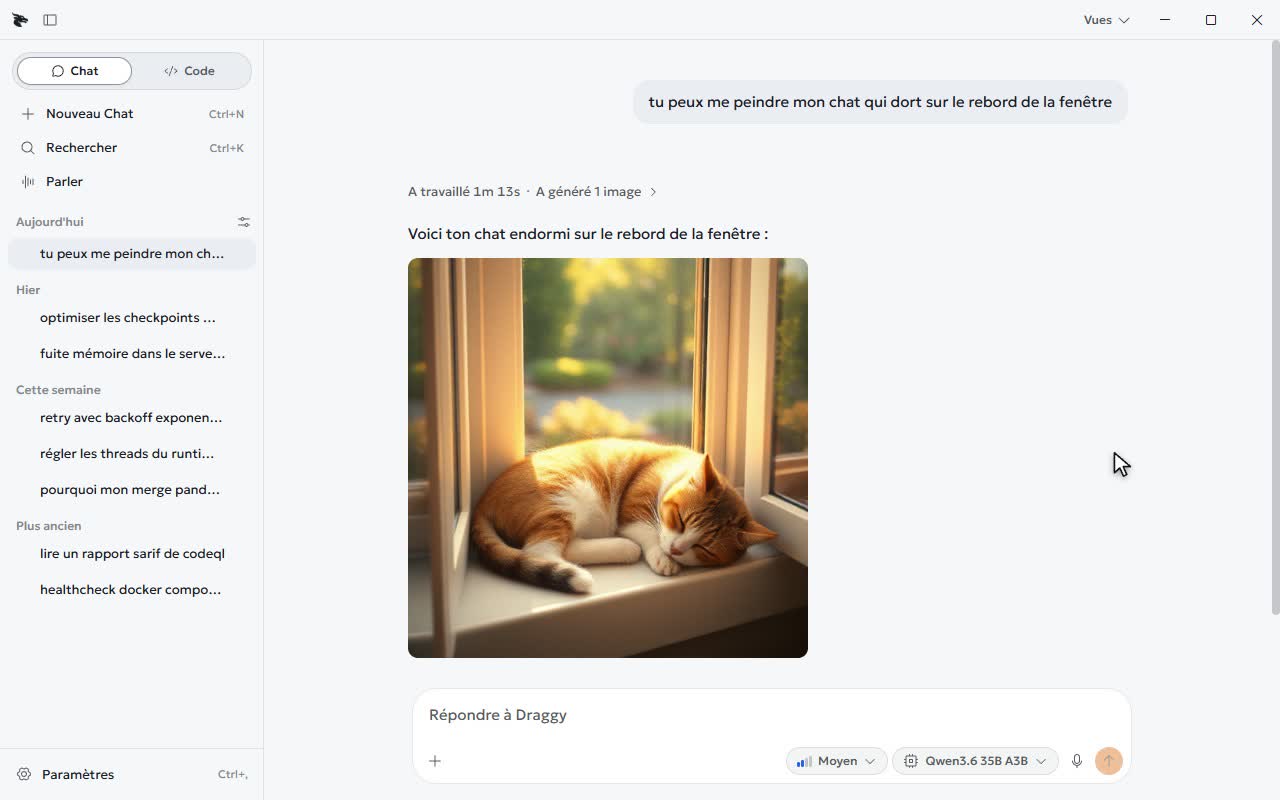 Vues
Chat
Code
Nouveau Chat Ctrl+N
Rechercher Ctrl+K
Parler
Aujourd'hui
tu peux me peindre mon ch…
Hier
optimiser les checkpoints …
fuite mémoire dans le serve…
Cette semaine
retry avec backoff exponen…
régler les threads du runti…
pourquoi mon merge pand…
Plus ancien
lire un rapport sarif de codeql
healthcheck docker compo…
Paramètres Ctrl+,
tu peux me peindre mon chat qui dort sur le rebord de la fenêtre
A travaillé 1m 13s · A généré 1 image
Voici ton chat endormi sur le rebord de la fenêtre :
Répondre à Draggy
Moyen
Qwen3.6 35B A3B